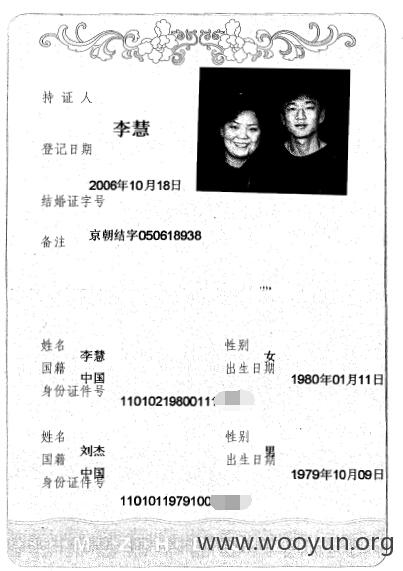 持证人
李慧
登记日期
2006年10月18日
结婚证字号
京朝结字050618938
备注
姓名 李慧 性别 女
国籍 中国 出生日期 1980年01月11日
身份证件号 1101021980011
姓名 刘杰 性别 男
国籍 中国 出生日期 1979年10月09日
身份证件号 1101011979100
www.wooyun.org